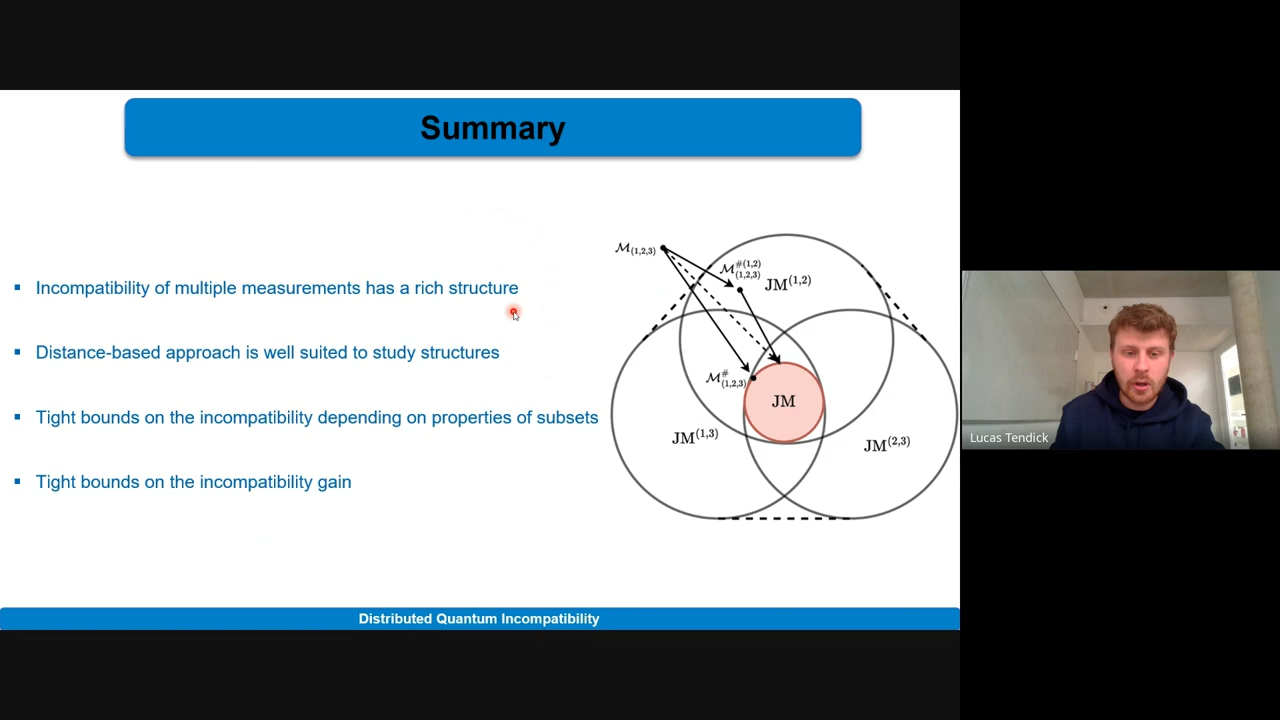 Summary
▪ Incompatibility of multiple measurements has a rich structure
▪ Distance-based approach is well suited to study structures
▪ Tight bounds on the incompatibility depending on properties of subsets
▪ Tight bounds on the incompatibility gain
ℳ(1,2,3)
ℳ#(1,2)(1,2,3)
JM(1,2)
ℳ#(1,2,3)
JM
JM(1,3)
JM(2,3)
Distributed Quantum Incompatibility
Lucas Tendick